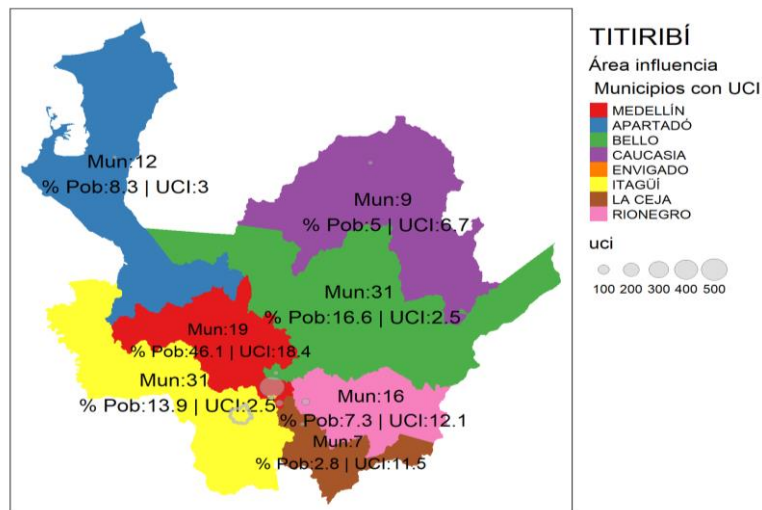 Mun:12
% Pob:8.3 | UCI:3
Mun:9
% Pob:5 | UCI:6.7
Mun:31
% Pob:16.6 | UCI:2.5
Mun:19
% Pob:46.1 | UCI:18.4
Mun:31
% Pob:13.9 | UCI:2.5
Mun:16
% Pob:7.3 | UCI:12.1
Mun:7
% Pob:2.8 | UCI:11.5
TITIRIBÍ
Área influencia
Municipios con UCI
MEDELLÍN
APARTADÓ
BELLO
CAUCASIA
ENVIGADO
ITAGÜÍ
LA CEJA
RIONEGRO
uci
100 200 300 400 500